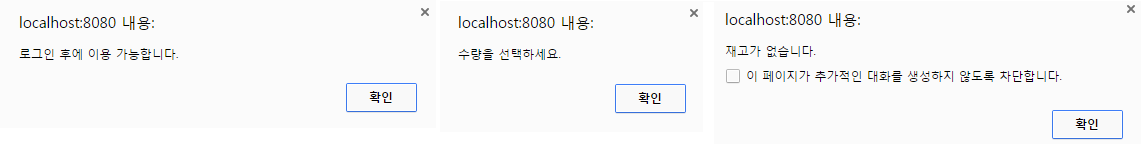 localhost:8080 내용:
로그인 후에 이용 가능합니다.
확인
localhost:8080 내용:
수량을 선택하세요.
확인
localhost:8080 내용:
재고가 없습니다.
이 페이지가 추가적인 대화를 생성하지 않도록 차단합니다.
확인